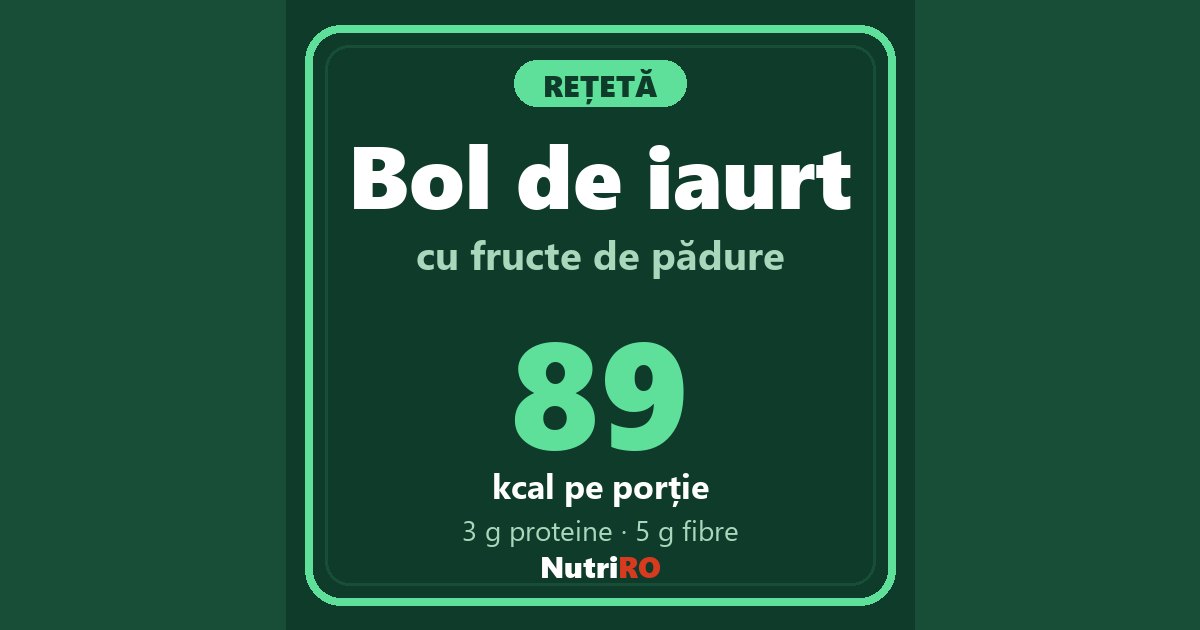 REȚETĂ
Bol de iaurt
cu fructe de pădure
89
kcal pe porție
3 g proteine · 5 g fibre
NutriRO